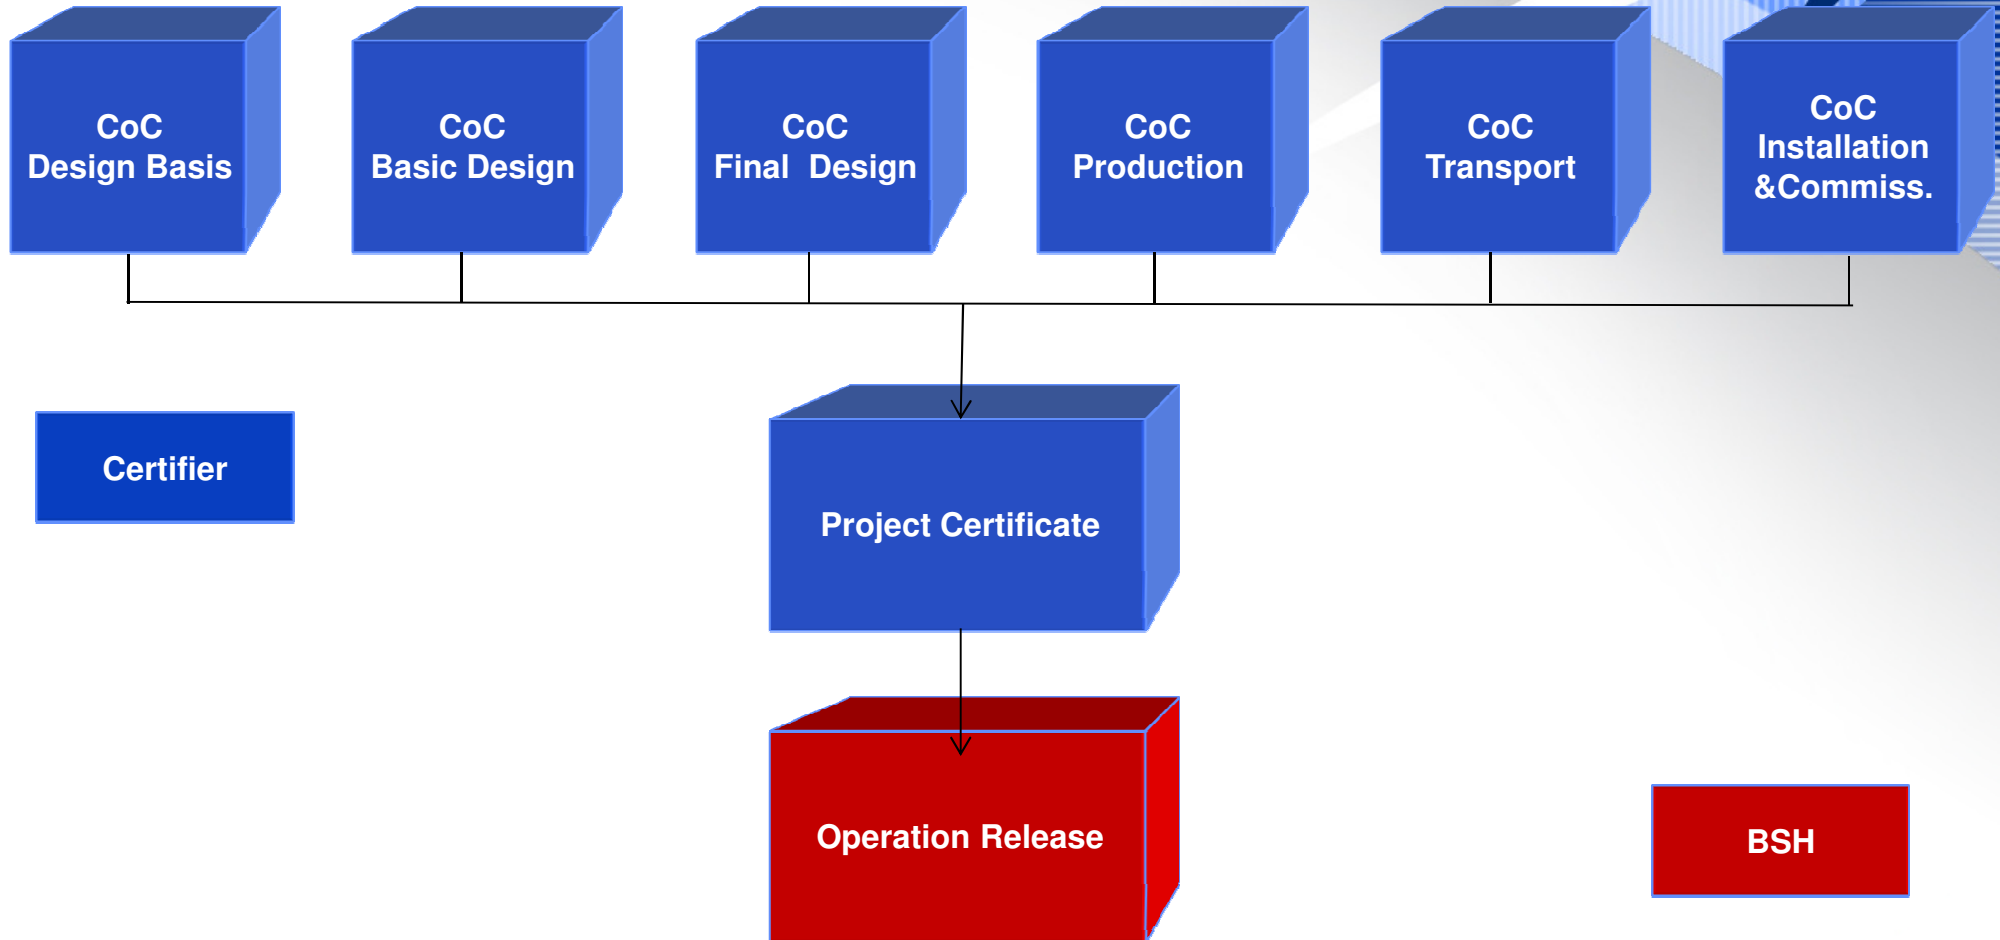 CoC
Design Basis
CoC
Basic Design
CoC
Final  Design
CoC
Production
CoC
Transport
CoC
Installation
&Commiss.
Certifier
Project Certificate
Operation Release
BSH